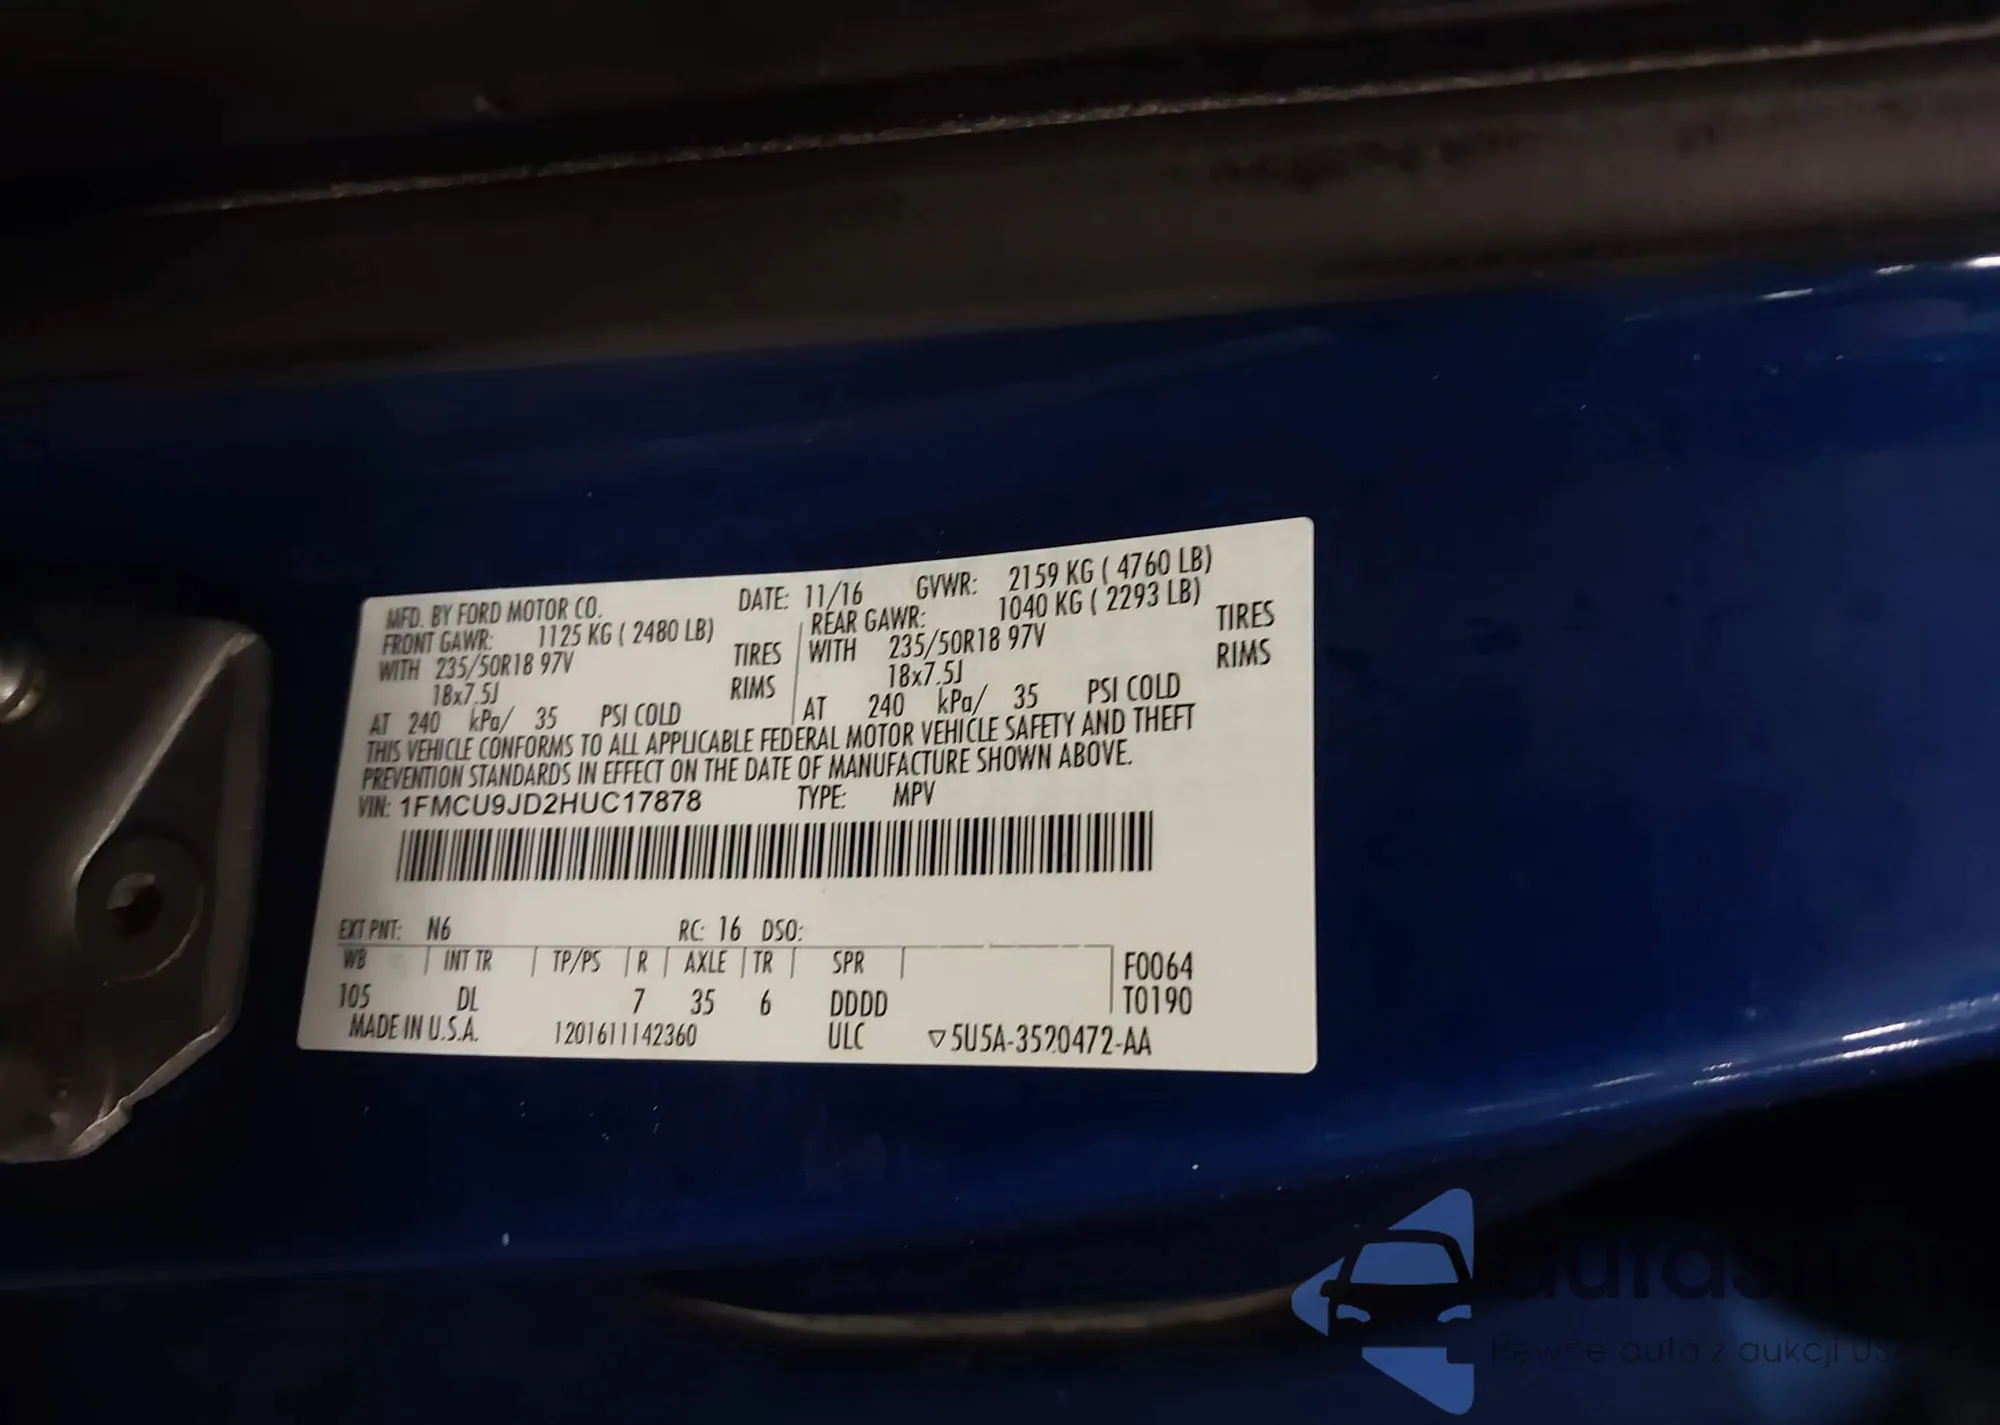 MFD. BY FORD MOTOR CO. DATE: 11/16 GVWR: 2159 KG ( 4760 LB)
FRONT GAWR: 1125 KG ( 2480 LB) REAR GAWR: 1040 KG ( 2293 LB)
WITH 235/50R18 97V TIRES WITH 235/50R18 97V TIRES
18x7.5J RIMS 18x7.5J RIMS
AT 240 kPa/ 35 PSI COLD AT 240 kPa/ 35 PSI COLD
THIS VEHICLE CONFORMS TO ALL APPLICABLE FEDERAL MOTOR VEHICLE SAFETY AND THEFT
PREVENTION STANDARDS IN EFFECT ON THE DATE OF MANUFACTURE SHOWN ABOVE.
VIN: 1FMCU9JD2HUC17878 TYPE: MPV
EXT PNT: N6 RC: 16 DSO:
WB INT TR TP/PS R AXLE TR SPR F0064
105 DL 7 35 6 DDDD T0190
MADE IN U.S.A. 1201611142360 ULC ▽5U5A-3520472-AA
Pewne auta z aukcji